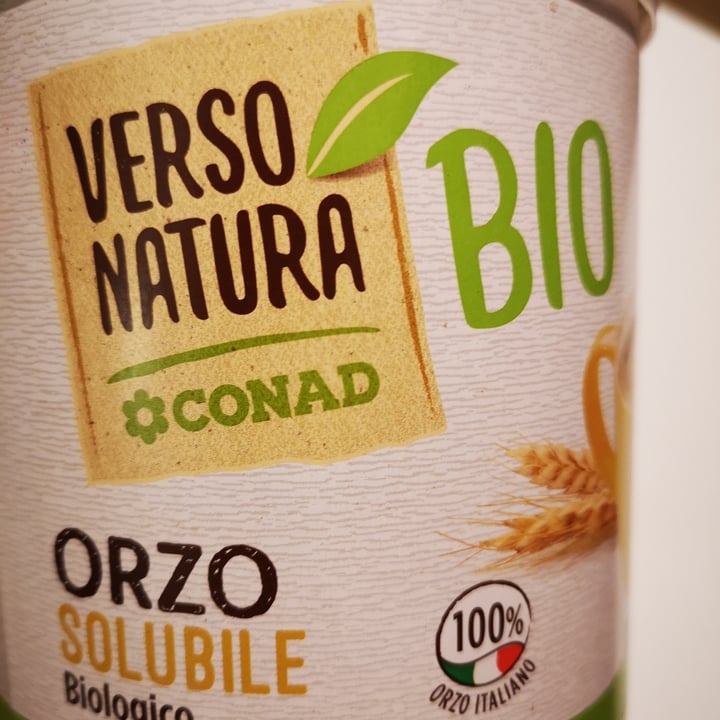 VERSO
NATURA
CONAD
BIO
ORZO
SOLUBILE
Biologico
100%
ORZO ITALIANO